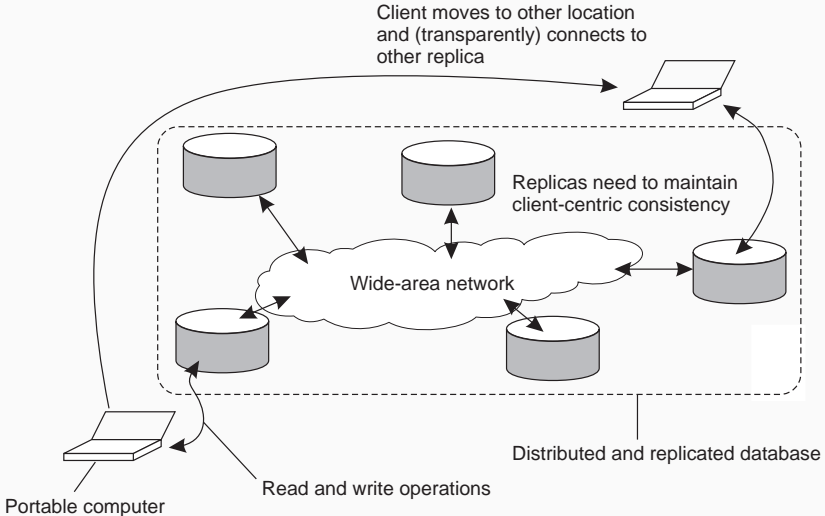 Client moves to other location
and (transparently) connects to
other replica
Replicas need to maintain
client-centric consistency
Wide-area network
Distributed and replicated database
Read and write operations
Portable computer